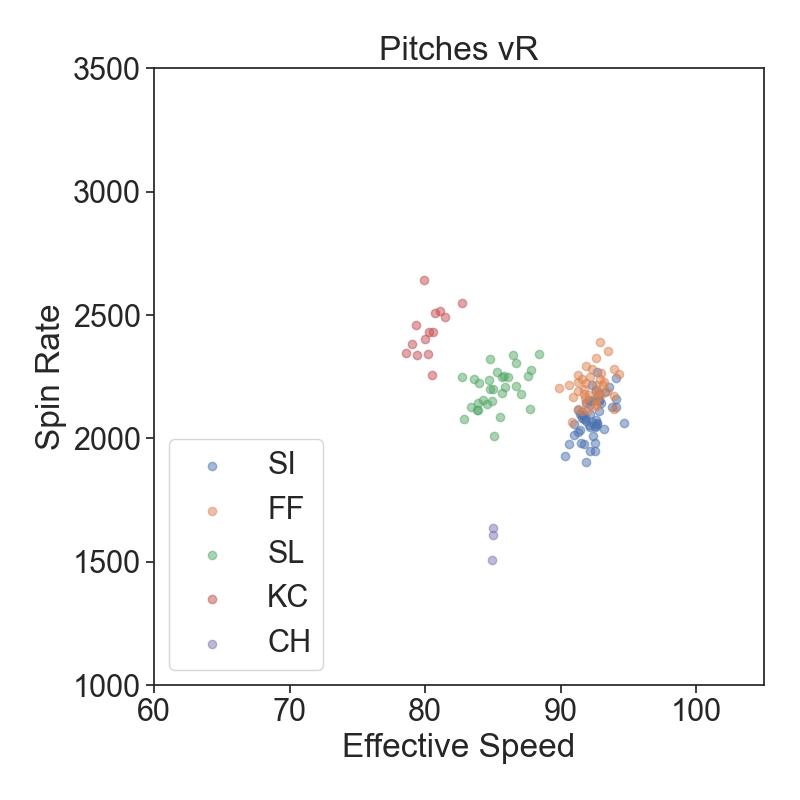 Pitches vR
3500
3000
2500
2000
1500
1000
Spin Rate
SI
FF
SL
KC
CH
60 70 80 90 100
Effective Speed